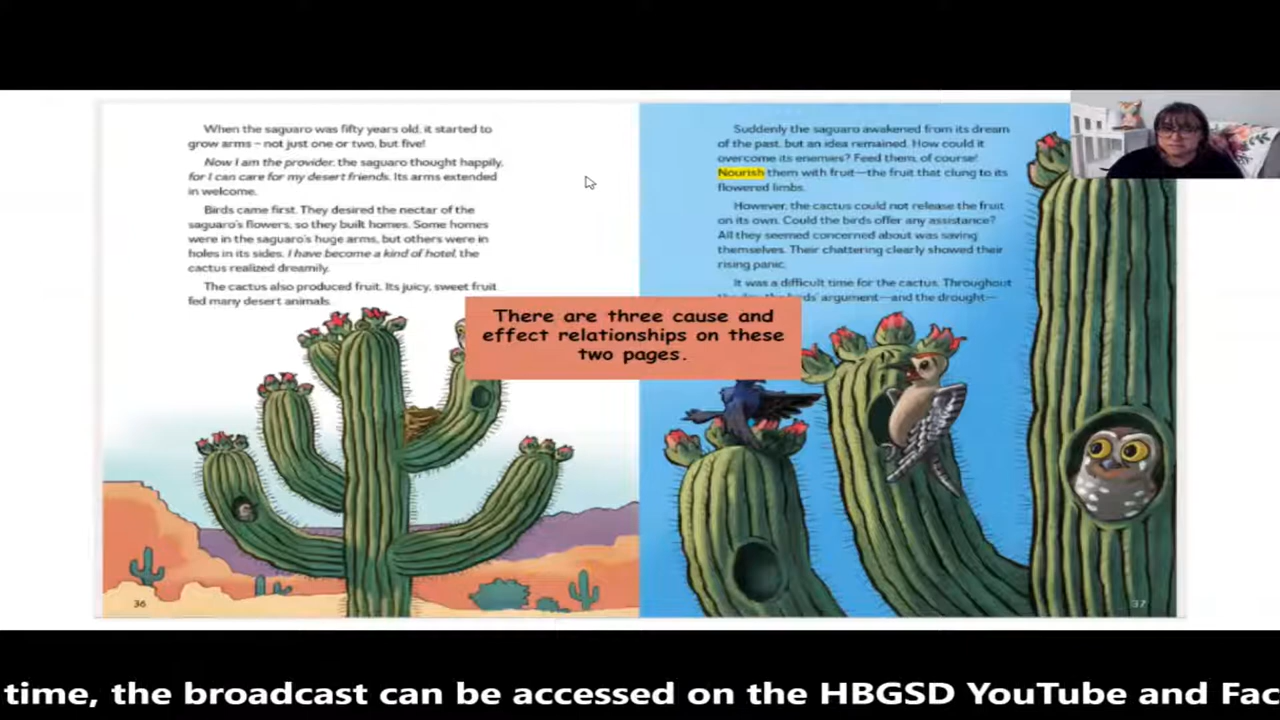 When the saguaro was fifty years old, it started to
grow arms – not just one or two, but five!
Now I am the provider, the saguaro thought happily,
for I can care for my desert friends. Its arms extended
in welcome.
Birds came first. They desired the nectar of the
saguaro's flowers, so they built homes. Some homes
were in the saguaro's huge arms, but others were in
holes in its sides. I have become a kind of hotel, the
cactus realized dreamily.
The cactus also produced fruit. Its juicy, sweet fruit
fed many desert animals.
36
Suddenly the saguaro awakened from its dream
of the past, but an idea remained. How could it
overcome its enemies? Feed them, of course!
Nourish them with fruit—the fruit that clung to its
flowered limbs.
However, the cactus could not release the fruit
on its own. Could the birds offer any assistance?
All they seemed concerned about was saving
themselves. Their chattering clearly showed their
rising panic.
It was a difficult time for the cactus. Throughout
argument—and the drought—
37
There are three cause and
effect relationships on these
two pages.
time, the broadcast can be accessed on the HBGSD YouTube and Fac